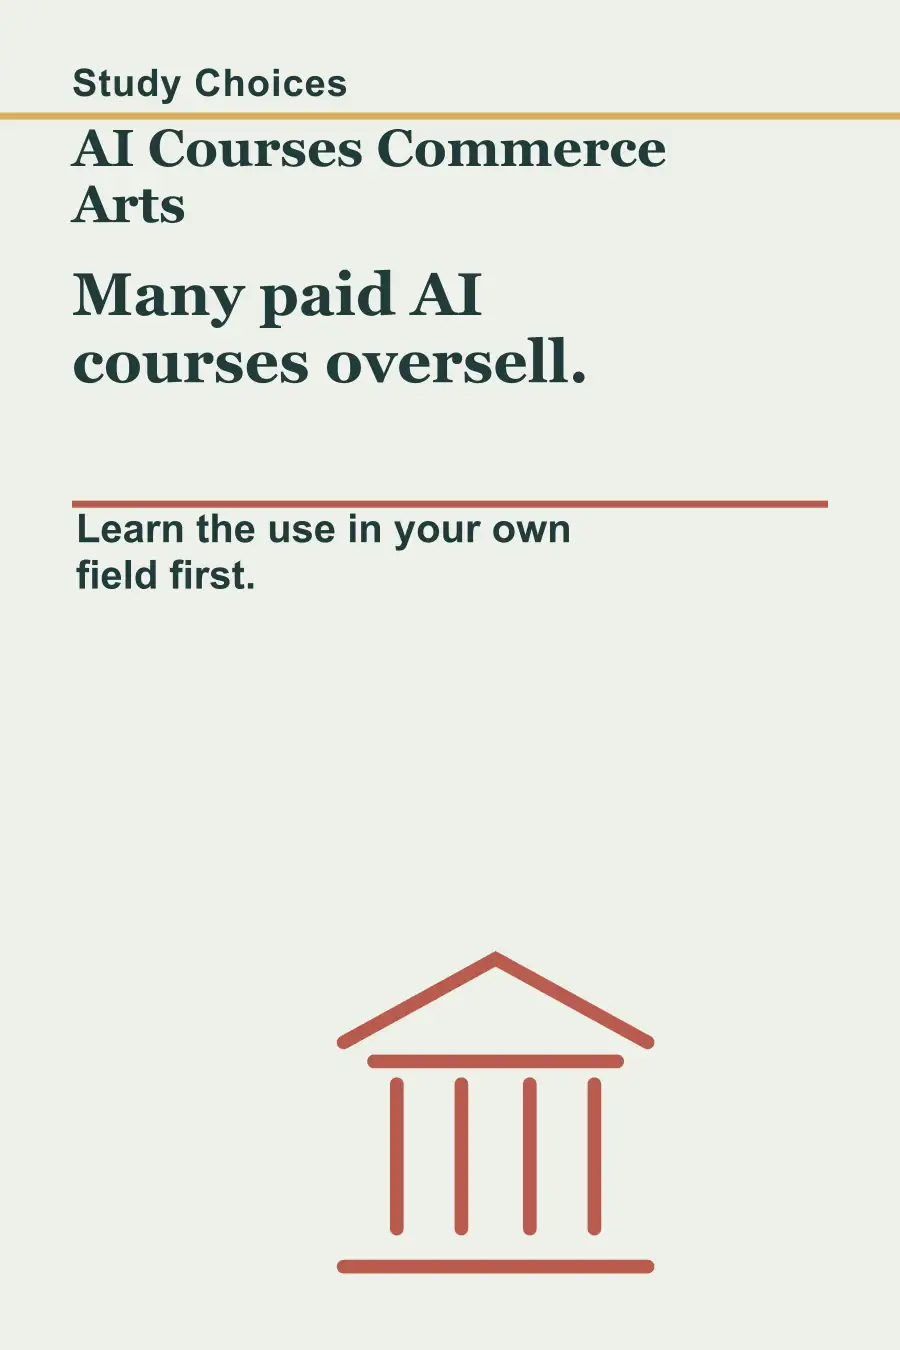 Study Choices
AI Courses Commerce
Arts
Many paid AI
courses oversell.
Learn the use in your own
field first.